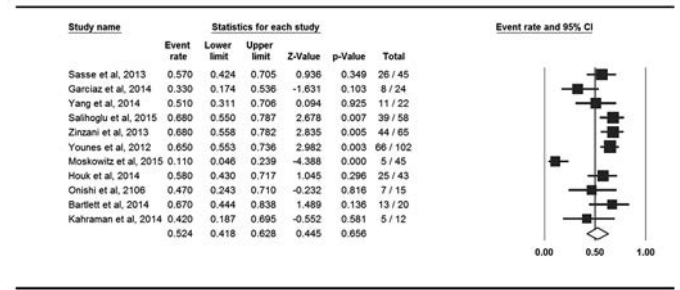 Study name Statistics for each study Event rate and 95% CI
Event rate Lower limit Upper limit Z-Value p-Value Total
Sasse et al, 2013 0.570 0.424 0.705 0.936 0.349 26 / 45
Garciaz et al, 2014 0.330 0.174 0.536 -1.631 0.103 8 / 24
Yang et al, 2014 0.510 0.311 0.706 0.094 0.925 11 / 22
Salihoglu et al, 2015 0.680 0.550 0.787 2.678 0.007 39 / 58
Zinzani et al, 2013 0.680 0.558 0.782 2.835 0.005 44 / 65
Younes et al, 2012 0.650 0.553 0.736 2.982 0.003 66 / 102
Moskowitz et al, 2015 0.110 0.046 0.239 -4.388 0.000 5 / 45
Houk et al, 2014 0.580 0.430 0.717 1.045 0.296 25 / 43
Onishi et al, 2106 0.470 0.243 0.710 -0.232 0.816 7 / 15
Bartlett et al, 2014 0.670 0.444 0.838 1.489 0.136 13 / 20
Kahraman et al, 2014 0.420 0.187 0.695 -0.552 0.581 5 / 12
0.524 0.418 0.628 0.445 0.656
0.00 0.50 1.00